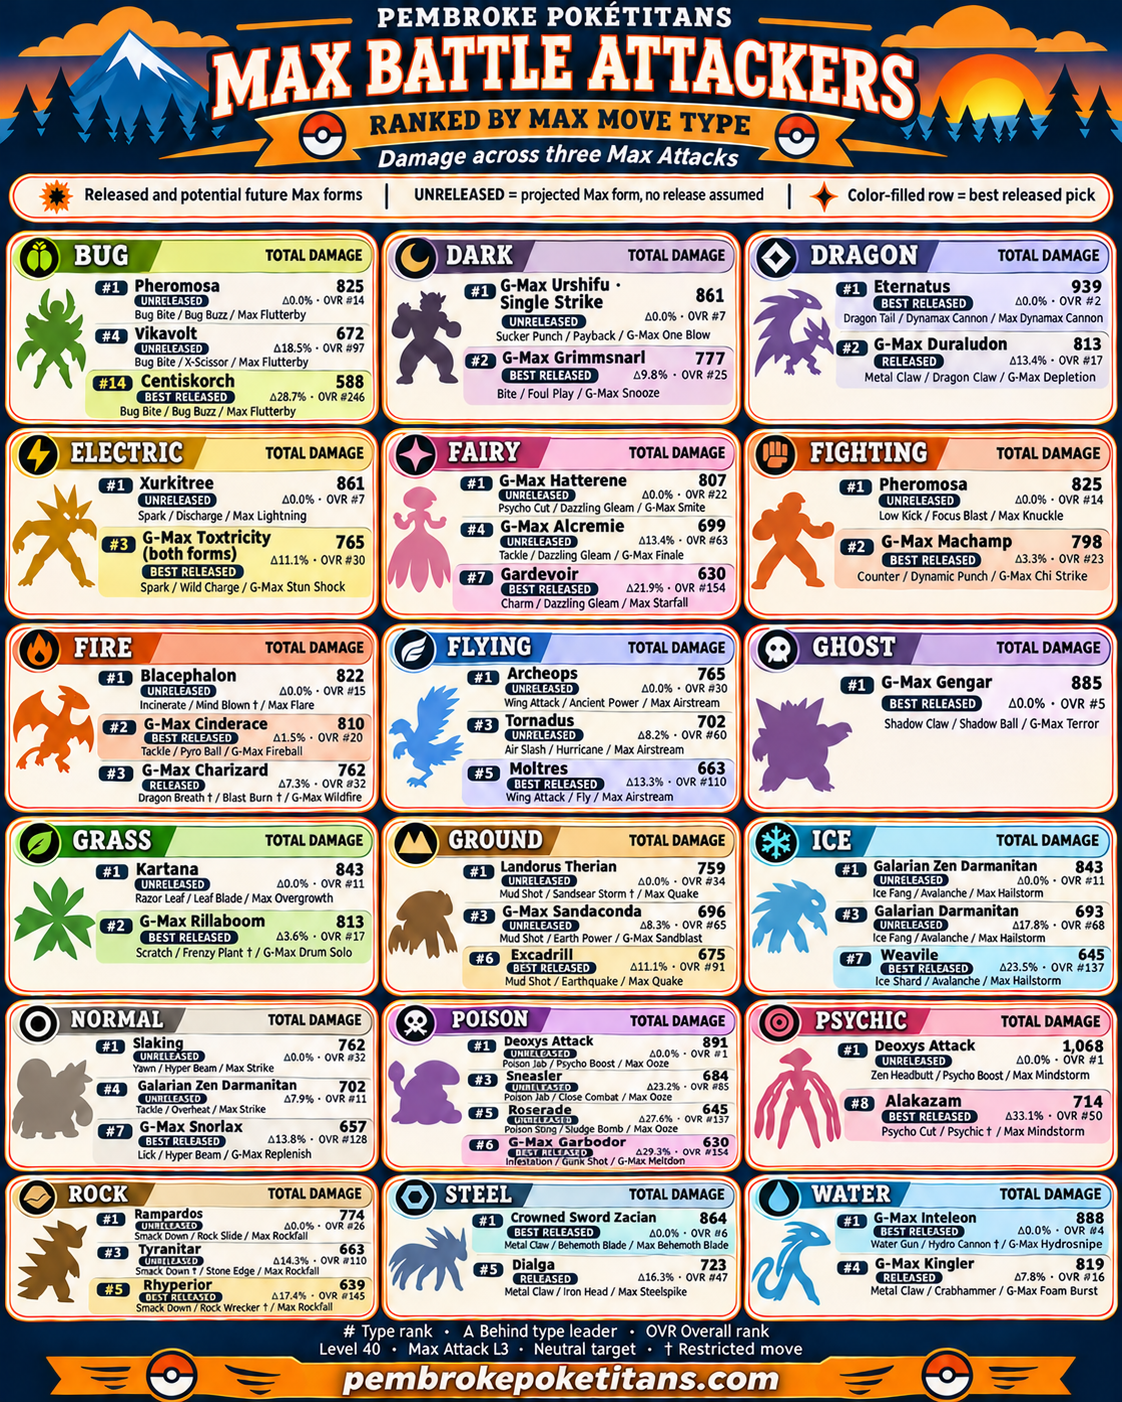 PEMBROKE POKÉTITANS
MAX BATTLE ATTACKERS
RANKED BY MAX MOVE TYPE
Damage across three Max Attacks
Released and potential future Max forms | UNRELEASED = projected Max form, no release assumed | Color-filled row = best released pick
BUG TOTAL DAMAGE
#1 Pheromosa 825
UNRELEASED Δ0.0% · OVR #14
Bug Bite / Bug Buzz / Max Flutterby
#4 Vikavolt 672
UNRELEASED Δ18.5% · OVR #97
Bug Bite / X-Scissor / Max Flutterby
#14 Centiskorch 588
BEST RELEASED Δ28.7% · OVR #246
Bug Bite / Bug Buzz / Max Flutterby
DARK TOTAL DAMAGE
#1 G-Max Urshifu ·
Single Strike 861
UNRELEASED Δ0.0% · OVR #7
Sucker Punch / Payback / G-Max One Blow
#2 G-Max Grimmsnarl 777
BEST RELEASED Δ9.8% · OVR #25
Bite / Foul Play / G-Max Snooze
DRAGON TOTAL DAMAGE
#1 Eternatus 939
BEST RELEASED Δ0.0% · OVR #2
Dragon Tail / Dynamax Cannon / Max Dynamax Cannon
#2 G-Max Duraludon 813
RELEASED Δ13.4% · OVR #17
Metal Claw / Dragon Claw / G-Max Depletion
ELECTRIC TOTAL DAMAGE
#1 Xurkitree 861
UNRELEASED Δ0.0% · OVR #7
Spark / Discharge / Max Lightning
#3 G-Max Toxtricity
(both forms) 765
BEST RELEASED Δ11.1% · OVR #30
Spark / Wild Charge / G-Max Stun Shock
FAIRY TOTAL DAMAGE
#1 G-Max Hatterene 807
UNRELEASED Δ0.0% · OVR #22
Psycho Cut / Dazzling Gleam / G-Max Smite
#4 G-Max Alcremie 699
UNRELEASED Δ13.4% · OVR #63
Tackle / Dazzling Gleam / G-Max Finale
#7 Gardevoir 630
BEST RELEASED Δ21.9% · OVR #154
Charm / Dazzling Gleam / Max Starfall
FIGHTING TOTAL DAMAGE
#1 Pheromosa 825
UNRELEASED Δ0.0% · OVR #14
Low Kick / Focus Blast / Max Knuckle
#2 G-Max Machamp 798
BEST RELEASED Δ3.3% · OVR #23
Counter / Dynamic Punch / G-Max Chi Strike
FIRE TOTAL DAMAGE
#1 Blacephalon 822
UNRELEASED Δ0.0% · OVR #15
Incinerate / Mind Blown † / Max Flare
#2 G-Max Cinderace 810
BEST RELEASED Δ1.5% · OVR #20
Tackle / Pyro Ball / G-Max Fireball
#3 G-Max Charizard 762
RELEASED Δ7.3% · OVR #32
Dragon Breath † / Blast Burn † / G-Max Wildfire
FLYING TOTAL DAMAGE
#1 Archeops 765
UNRELEASED Δ0.0% · OVR #30
Wing Attack / Ancient Power / Max Airstream
#3 Tornadus 702
UNRELEASED Δ8.2% · OVR #60
Air Slash / Hurricane / Max Airstream
#5 Moltres 663
BEST RELEASED Δ13.3% · OVR #110
Wing Attack / Fly / Max Airstream
GHOST TOTAL DAMAGE
#1 G-Max Gengar 885
BEST RELEASED Δ0.0% · OVR #5
Shadow Claw / Shadow Ball / G-Max Terror
GRASS TOTAL DAMAGE
#1 Kartana 843
UNRELEASED Δ0.0% · OVR #11
Razor Leaf / Leaf Blade / Max Overgrowth
#2 G-Max Rillaboom 813
BEST RELEASED Δ3.6% · OVR #17
Scratch / Frenzy Plant † / G-Max Drum Solo
GROUND TOTAL DAMAGE
#1 Landorus Therian 759
UNRELEASED Δ0.0% · OVR #34
Mud Shot / Sandsear Storm † / Max Quake
#3 G-Max Sandaconda 696
UNRELEASED Δ8.3% · OVR #65
Mud Shot / Earth Power / G-Max Sandblast
#6 Excadrill 675
BEST RELEASED Δ11.1% · OVR #91
Mud Shot / Earthquake / Max Quake
ICE TOTAL DAMAGE
#1 Galarian Zen Darmanitan 843
UNRELEASED Δ0.0% · OVR #11
Ice Fang / Avalanche / Max Hailstorm
#3 Galarian Darmanitan 693
UNRELEASED Δ17.8% · OVR #68
Ice Fang / Avalanche / Max Hailstorm
#7 Weavile 645
BEST RELEASED Δ23.5% · OVR #137
Ice Shard / Avalanche / Max Hailstorm
NORMAL TOTAL DAMAGE
#1 Slaking 762
UNRELEASED Δ0.0% · OVR #32
Yawn / Hyper Beam / Max Strike
#4 Galarian Zen Darmanitan 702
UNRELEASED Δ7.9% · OVR #11
Tackle / Overheat / Max Strike
#7 G-Max Snorlax 657
BEST RELEASED Δ13.8% · OVR #128
Lick / Hyper Beam / G-Max Replenish
POISON TOTAL DAMAGE
#1 Deoxys Attack 891
UNRELEASED Δ0.0% · OVR #1
Poison Jab / Psycho Boost / Max Ooze
#3 Sneasler 684
UNRELEASED Δ23.2% · OVR #85
Poison Jab / Close Combat / Max Ooze
#5 Roserade 645
UNRELEASED Δ27.6% · OVR #137
Poison Sting / Sludge Bomb / Max Ooze
#6 G-Max Garbodor 630
BEST RELEASED Δ29.3% · OVR #154
Infestation / Gunk Shot / G-Max Meltdon
PSYCHIC TOTAL DAMAGE
#1 Deoxys Attack 1,068
UNRELEASED Δ0.0% · OVR #1
Zen Headbutt / Psycho Boost / Max Mindstorm
#8 Alakazam 714
BEST RELEASED Δ33.1% · OVR #50
Psycho Cut / Psychic † / Max Mindstorm
ROCK TOTAL DAMAGE
#1 Rampardos 774
UNRELEASED Δ0.0% · OVR #26
Smack Down / Rock Slide / Max Rockfall
#3 Tyranitar 663
UNRELEASED Δ14.3% · OVR #110
Smack Down † / Stone Edge / Max Rockfall
#5 Rhyperior 639
BEST RELEASED Δ17.4% · OVR #145
Smack Down / Rock Wrecker † / Max Rockfall
STEEL TOTAL DAMAGE
#1 Crowned Sword Zacian 864
BEST RELEASED Δ0.0% · OVR #6
Metal Claw / Behemoth Blade / Max Behemoth Blade
#5 Dialga 723
RELEASED Δ16.3% · OVR #47
Metal Claw / Iron Head / Max Steelspike
WATER TOTAL DAMAGE
#1 G-Max Inteleon 888
BEST RELEASED Δ0.0% · OVR #4
Water Gun / Hydro Cannon † / G-Max Hydrosnipe
#4 G-Max Kingler 819
RELEASED Δ7.8% · OVR #16
Metal Claw / Crabhammer / G-Max Foam Burst
# Type rank · Δ Behind type leader · OVR Overall rank
Level 40 · Max Attack L3 · Neutral target · † Restricted move
pembrokepoketitans.com